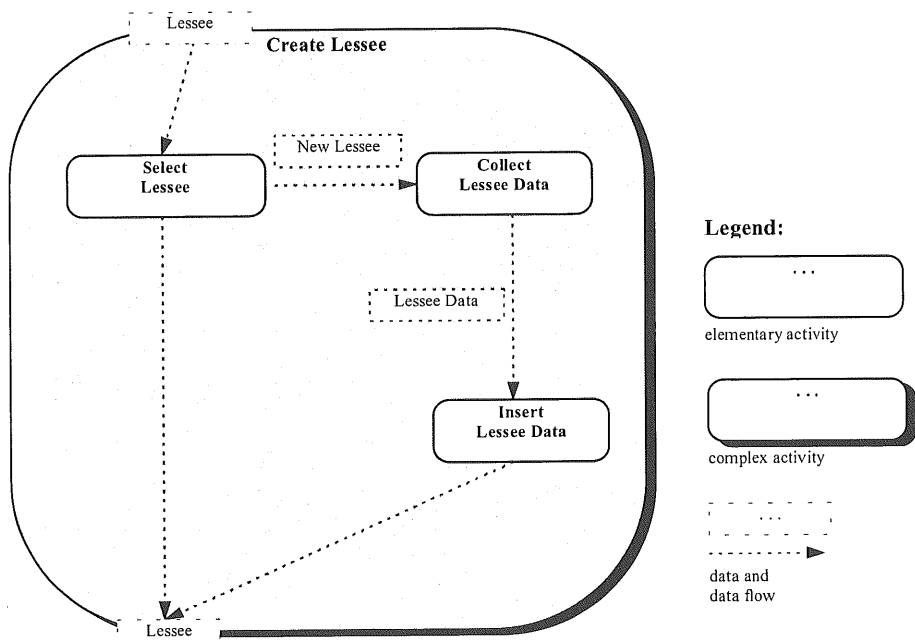 Lessee
Create Lessee
Select
Lessee
New Lessee
Collect
Lessee Data
Lessee Data
Insert
Lessee Data
Lessee
Legend:
...
elementary activity
...
complex activity
...
data and
data flow